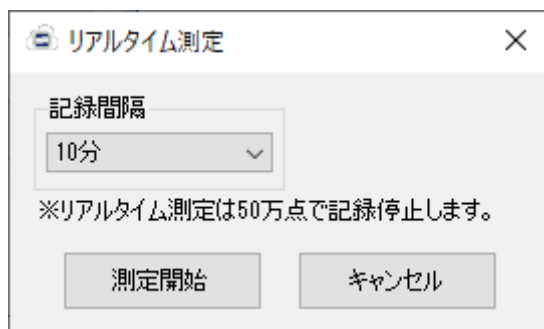 リアルタイム測定
記録間隔
10分
※リアルタイム測定は50万点で記録停止します。
測定開始
キャンセル